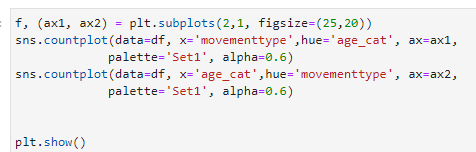 f, (ax1, ax2) = plt.subplots(2,1, figsize=(25,20))
sns.countplot(data=df, x='movementtype',hue='age_cat', ax=ax1,
              palette='Set1', alpha=0.6)
sns.countplot(data=df, x='age_cat',hue='movementtype', ax=ax2,
              palette='Set1', alpha=0.6)
plt.show()